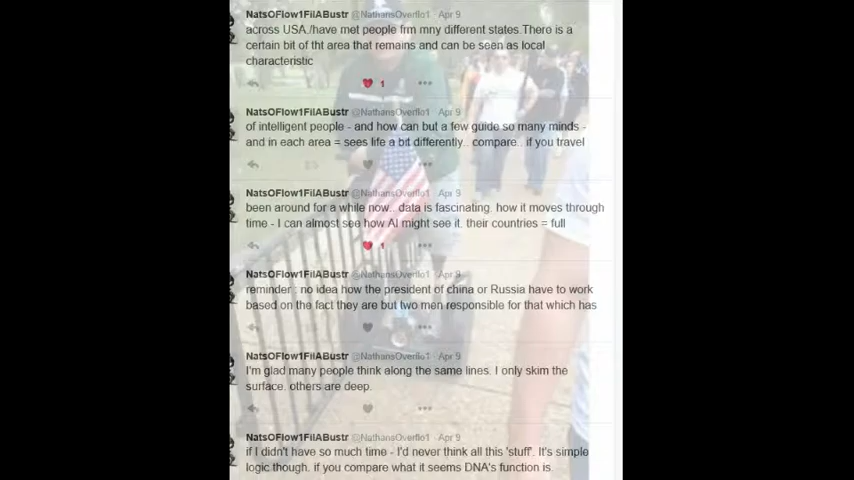 NatsOFlow1FilABustr @NathansOverflo1 · Apr 9
across USA./have met people frm mny different states.There is a
certain bit of tht area that remains and can be seen as local
characteristic
1
NatsOFlow1FilABustr @NathansOverflo1 · Apr 9
of intelligent people - and how can but a few guide so many minds -
and in each area = sees life a bit differently.. compare.. if you travel
NatsOFlow1FilABustr @NathansOverflo1 · Apr 9
been around for a while now.. data is fascinating. how it moves through
time - I can almost see how AI might see it. their countries = full
1
NatsOFlow1FilABustr @NathansOverflo1 · Apr 9
reminder : no idea how the president of china or Russia have to work
based on the fact they are but two men responsible for that which has
NatsOFlow1FilABustr @NathansOverflo1 · Apr 9
I'm glad many people think along the same lines. I only skim the
surface. others are deep.
NatsOFlow1FilABustr @NathansOverflo1 · Apr 9
if I didn't have so much time - I'd never think all this 'stuff'. It's simple
logic though. if you compare what it seems DNA's function is.